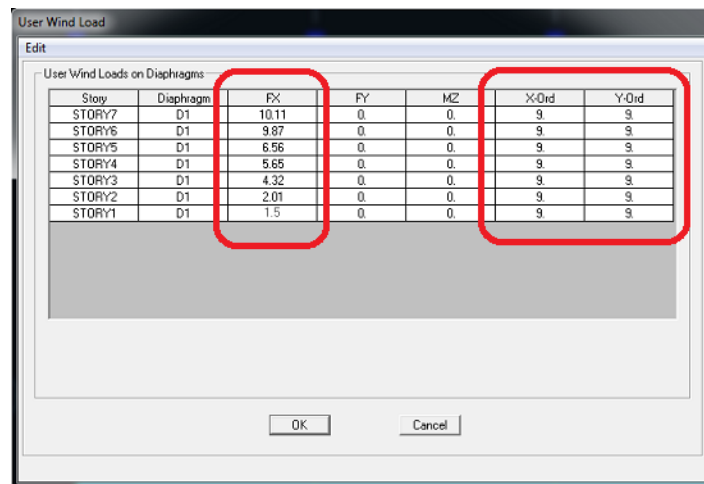 User Wind Load
Edit
User Wind Loads on Diaphragms
Story Diaphragm FX FY MZ X-Ord Y-Ord
STORY7 D1 10.11 0. 0. 9. 9.
STORY6 D1 9.87 0. 0. 9. 9.
STORY5 D1 6.56 0. 0. 9. 9.
STORY4 D1 5.65 0. 0. 9. 9.
STORY3 D1 4.32 0. 0. 9. 9.
STORY2 D1 2.01 0. 0. 9. 9.
STORY1 D1 1.5 0. 0. 9. 9.
OK Cancel